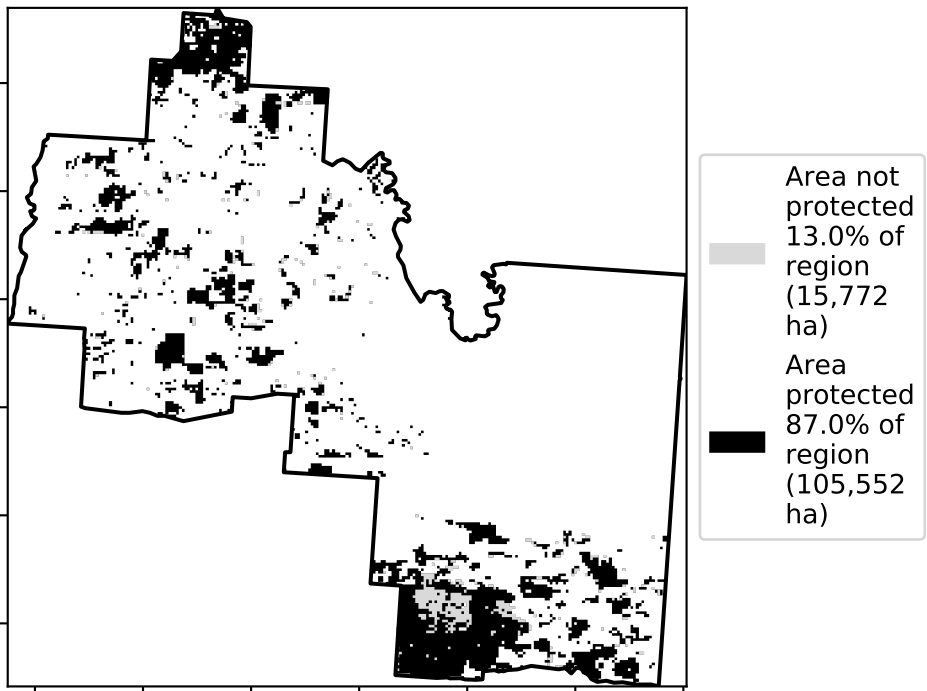 Area not
protected
13.0% of
region
(15,772
ha)
Area
protected
87.0% of
region
(105,552
ha)